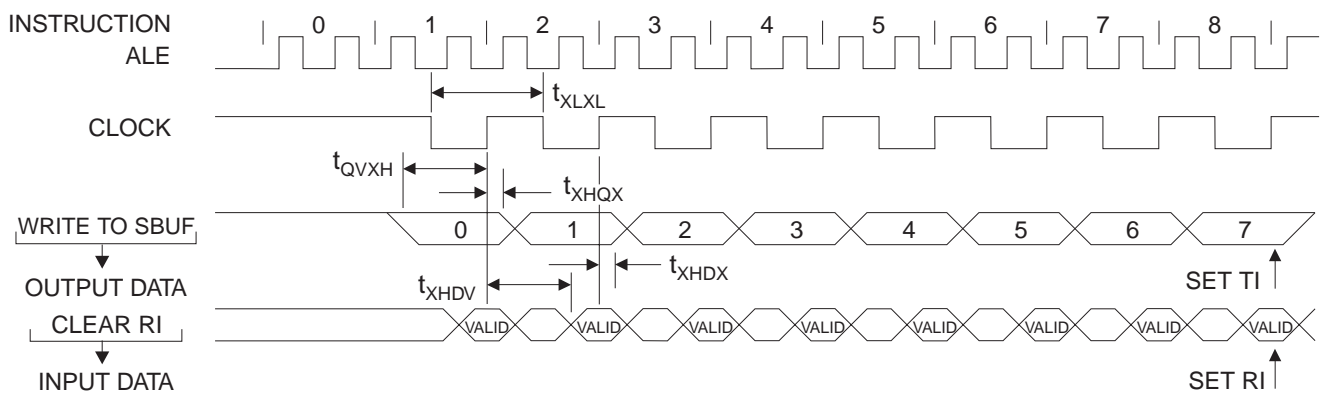 INSTRUCTION
0 1 2 3 4 5 6 7 8
ALE
tXLXL
CLOCK
tQVXH
tXHQX
WRITE TO SBUF
0 1 2 3 4 5 6 7
tXHDX
tXHDV
SET TI
OUTPUT DATA
CLEAR RI
VALID VALID VALID VALID VALID VALID VALID VALID
INPUT DATA
SET RI